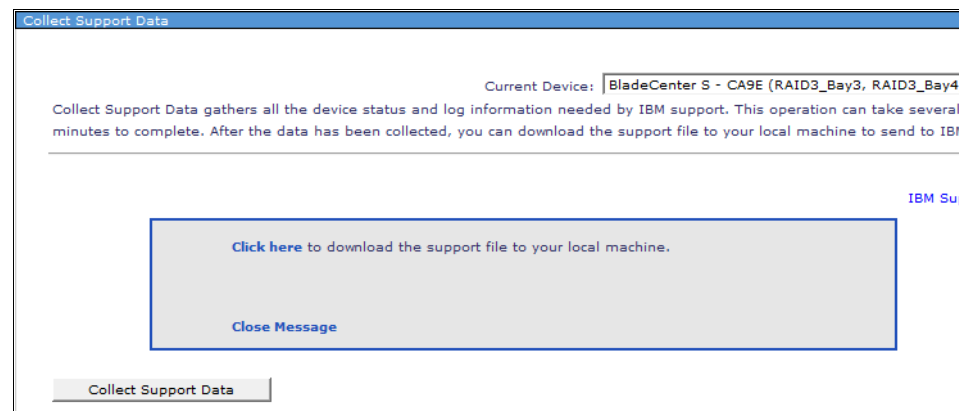 Collect Support Data
Current Device: BladeCenter S - CA9E (RAID3_Bay3, RAID3_Bay4
Collect Support Data gathers all the device status and log information needed by IBM support. This operation can take several
minutes to complete. After the data has been collected, you can download the support file to your local machine to send to IBM
IBM Su
Click here to download the support file to your local machine.
Close Message
Collect Support Data